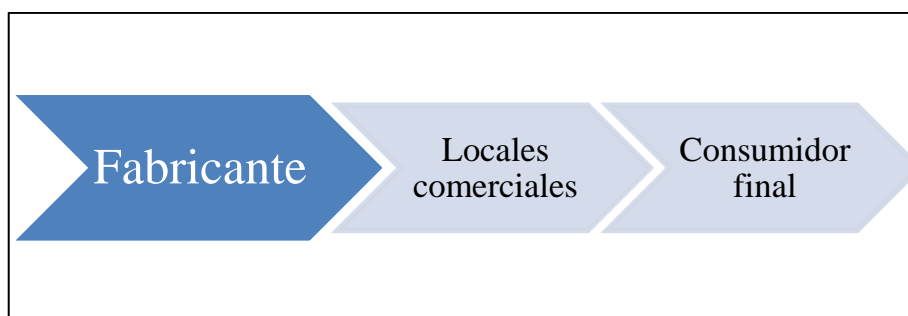 Fabricante
Locales
comerciales
Consumidor
final